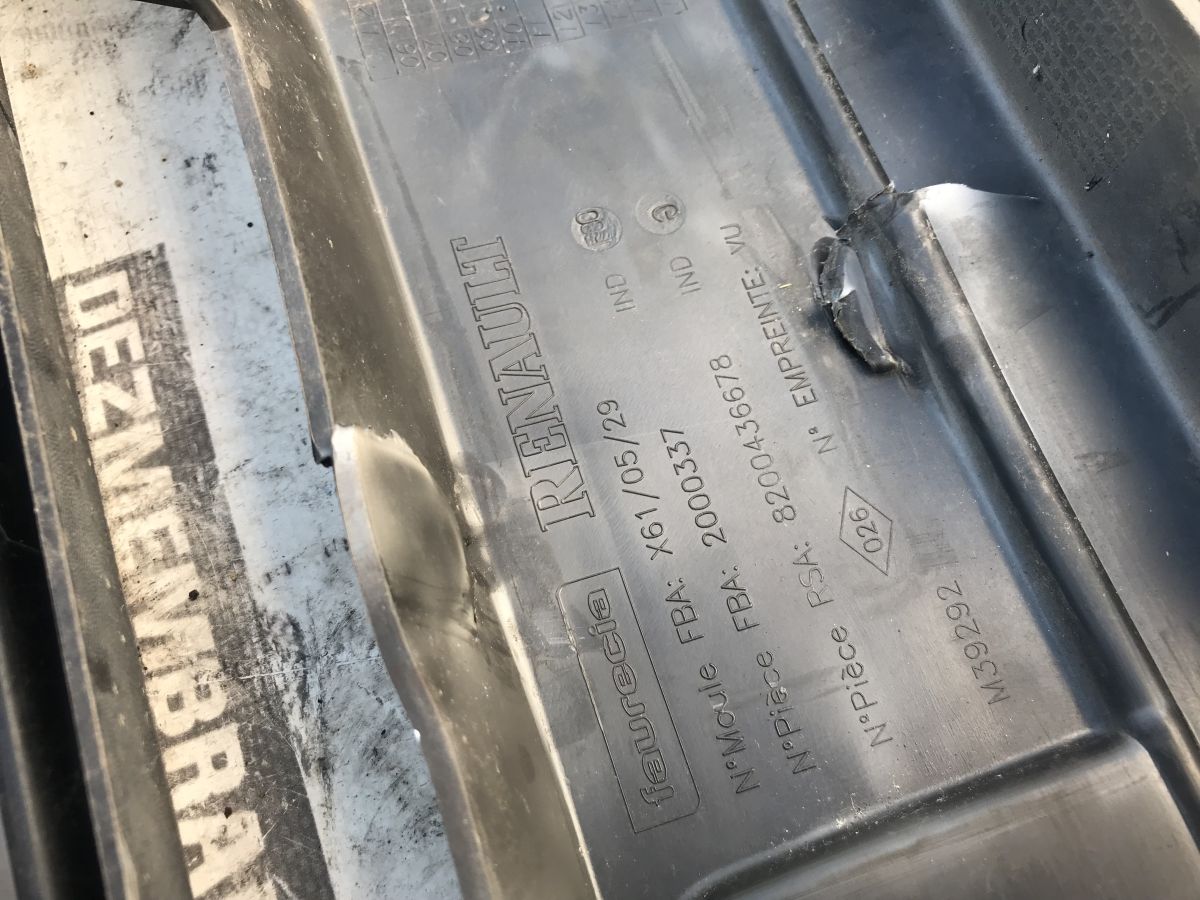 RENAULT
faurecia
N°Moule FBA: X61/05/29
IND
N°Pièce FBA: 2000337
IND
N°Pièce RSA: 8200436678
N° EMPREINTE: VU
026
M39292
DEZMEMBRA